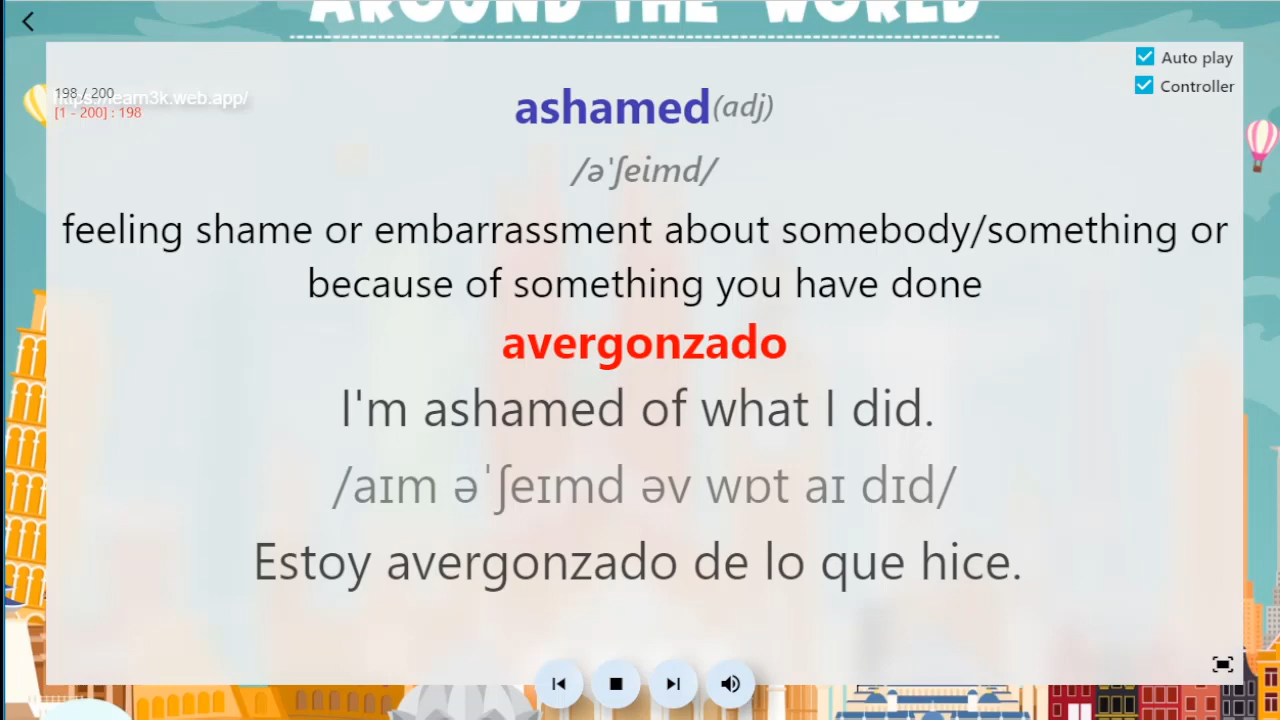 AROUND THE WORLD
Auto play
Controller
198 / 200
https://learn3k.web.app/
[1 - 200] : 198
ashamed(adj)
/ə'ʃeimd/
feeling shame or embarrassment about somebody/something or
because of something you have done
avergonzado
I'm ashamed of what I did.
/aɪm əˈʃeɪmd əv wɒt aɪ dɪd/
Estoy avergonzado de lo que hice.